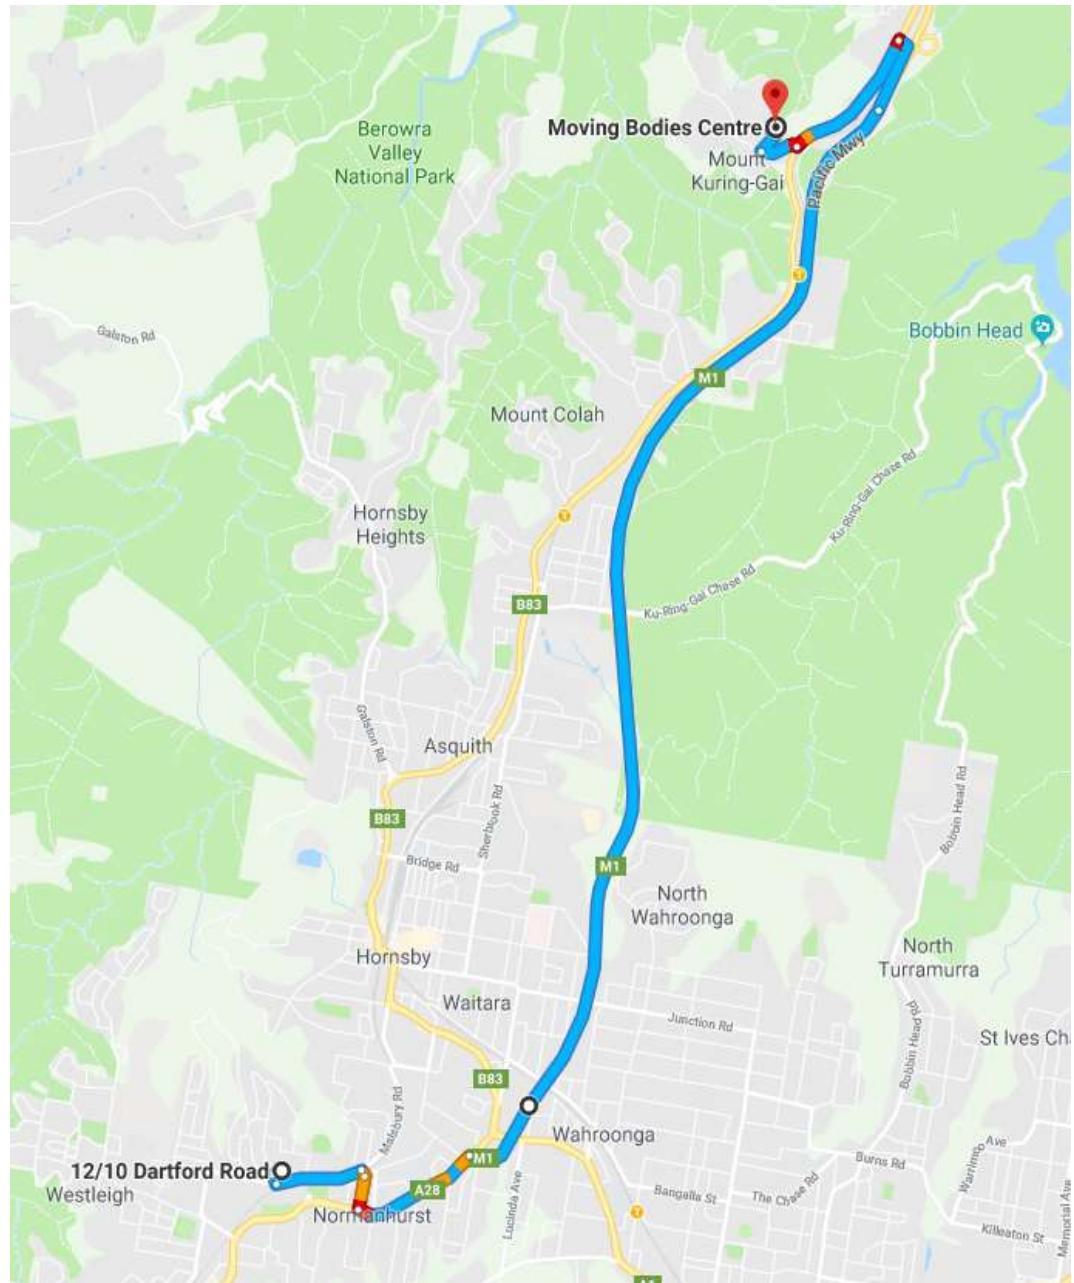 Berowra
Valley
National Park
Moving Bodies Centre
Mount
Kuring-Gai
Pacific Mwy
Galston Rd
Bobbin Head
M1
Mount Colah
Hornsby
Heights
Ku-Ring-Gai Chase Rd
Ku-Ring-Gai Chase Rd
B83
Galston Rd
Asquith
Sherbrook Rd
Bobbin Head Rd
B83
Bridge Rd
M1
North
Wahroonga
Hornsby
North
Turramurra
Waitara
Junction Rd
St Ives Cha
Bobbin Head Rd
B83
Malsbury Rd
Wahroonga
12/10 Dartford Road
Westleigh
M1
A28
Normanhurst
Lucinda Ave
Burns Rd
Bangalla St
The Chase Rd
Warrimoo Ave
Killeaton St
Memorial Ave